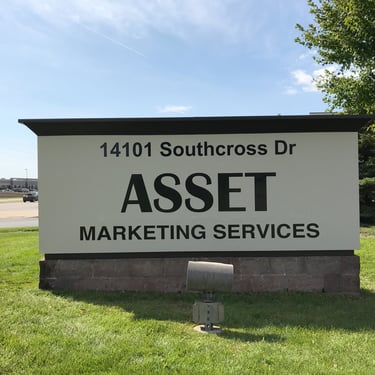 14101 Southcross Dr
ASSET
MARKETING SERVICES